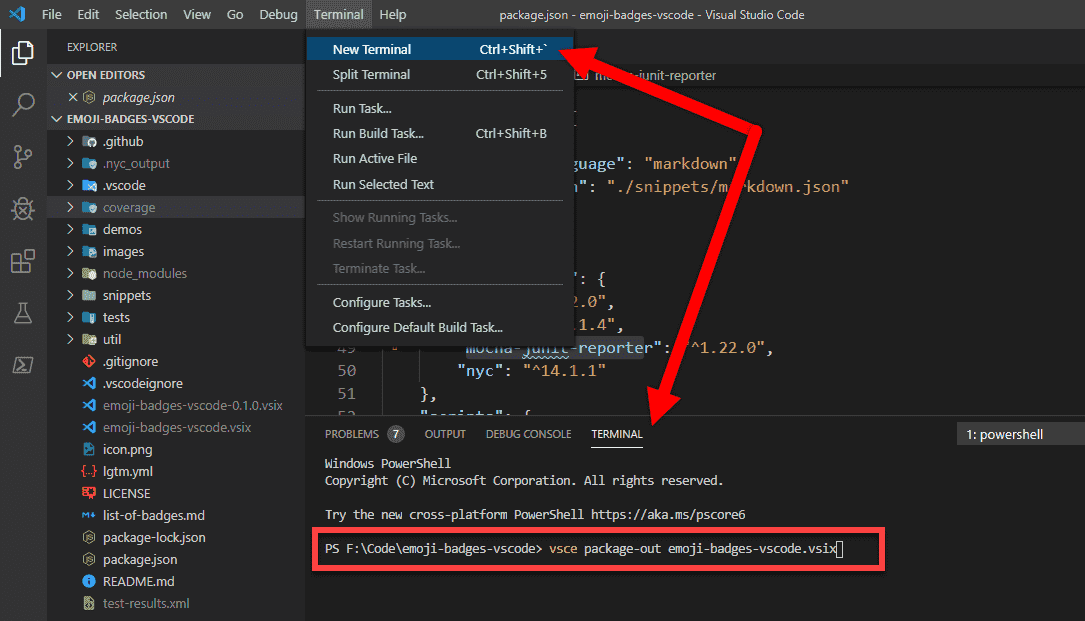 File Edit Selection View Go Debug Terminal Help package.json - emoji-badges-vscode - Visual Studio Code
EXPLORER
OPEN EDITORS
package.json
EMOJI-BADGES-VSCODE
.github
.nyc_output
.vscode
coverage
demos
images
node_modules
snippets
tests
util
.gitignore
.vscodeignore
emoji-badges-vscode-0.1.0.vsix
emoji-badges-vscode.vsix
icon.png
lgtm.yml
LICENSE
list-of-badges.md
package-lock.json
package.json
README.md
test-results.xml
New Terminal Ctrl+Shift+`
Split Terminal Ctrl+Shift+5
Run Task...
Run Build Task... Ctrl+Shift+B
Run Active File
Run Selected Text
Show Running Tasks...
Restart Running Task...
Terminate Task...
Configure Tasks...
Configure Default Build Task...
-junit-reporter
guage": "markdown"
": "./snippets/markdown.json"
": {
.0",
1.4",
49 mocha-junit-reporter": "^1.22.0",
50 "nyc": "^14.1.1"
51 },
52 "scripts": {
PROBLEMS 7 OUTPUT DEBUG CONSOLE TERMINAL 1: powershell
Windows PowerShell
Copyright (C) Microsoft Corporation. All rights reserved.
Try the new cross-platform PowerShell https://aka.ms/pscore6
PS F:\Code\emoji-badges-vscode> vsce package-out emoji-badges-vscode.vsix